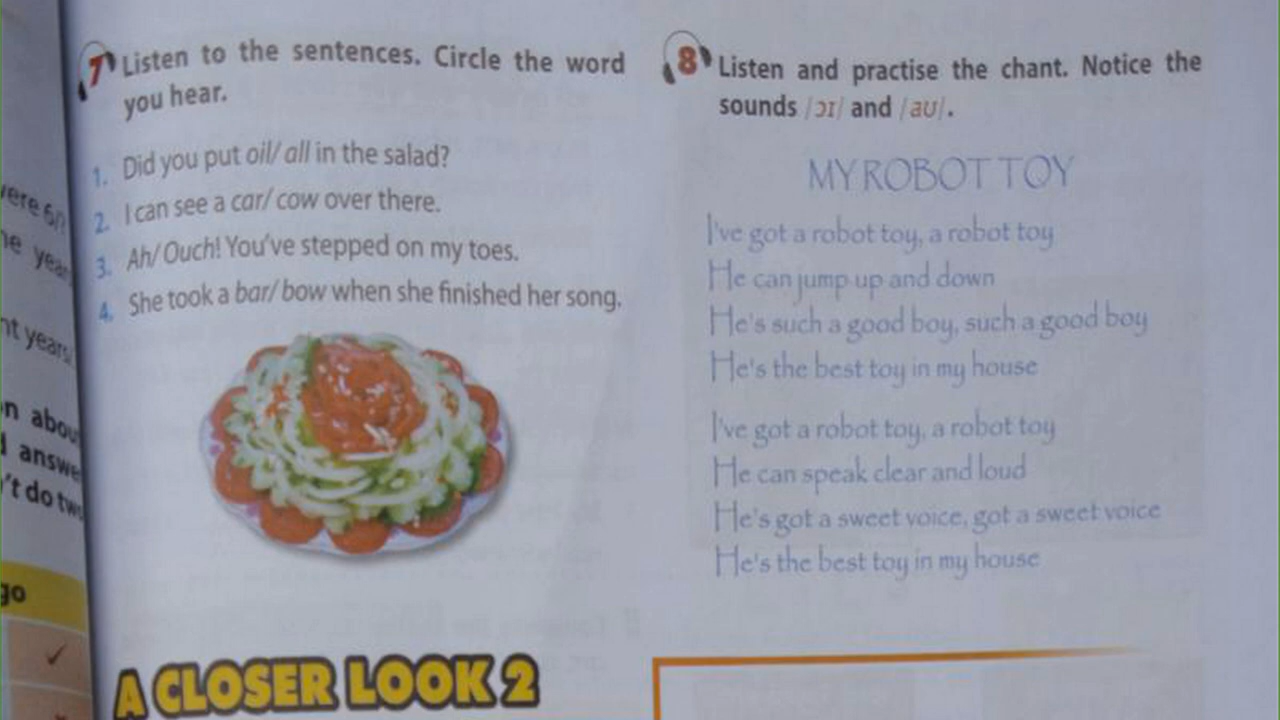 7 Listen to the sentences. Circle the word
you hear.
1. Did you put oil/ all in the salad?
2. I can see a car/ cow over there.
3. Ah/ Ouch! You've stepped on my toes.
4. She took a bar/ bow when she finished her song.
8 Listen and practise the chant. Notice the
sounds /ɔɪ/ and /aʊ/.
MY ROBOT TOY
I've got a robot toy, a robot toy
He can jump up and down
He's such a good boy, such a good boy
He's the best toy in my house
I've got a robot toy, a robot toy
He can speak clear and loud
He's got a sweet voice, got a sweet voice
He's the best toy in my house
A CLOSER LOOK 2